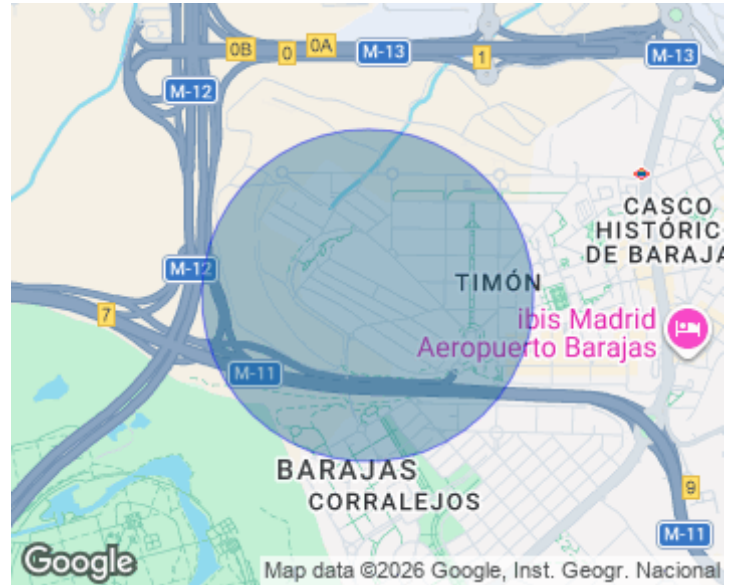 0B
0
0A
M-13
1
M-13
M-12
CASCO
HISTÓRIC
DE BARAJA
M-12
TIMÓN
7
ibis Madrid
Aeropuerto Barajas
M-11
BARAJAS
CORRALEJOS
9
M-11
Google
Map data ©2026 Google, Inst. Geogr. Nacional